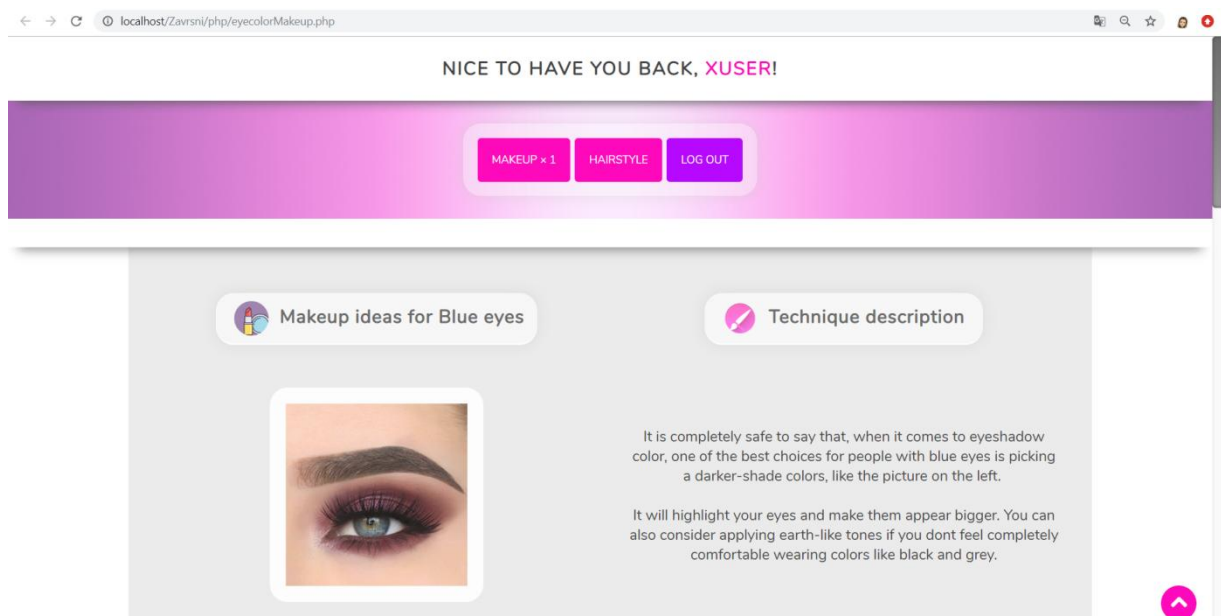 localhost/Zavrsni/php/eyecolorMakeup.php
NICE TO HAVE YOU BACK, XUSER!
MAKEUP × 1 HAIRSTYLE LOG OUT
Makeup ideas for Blue eyes
Technique description
It is completely safe to say that, when it comes to eyeshadow
color, one of the best choices for people with blue eyes is picking
a darker-shade colors, like the picture on the left.
It will highlight your eyes and make them appear bigger. You can
also consider applying earth-like tones if you dont feel completely
comfortable wearing colors like black and grey.